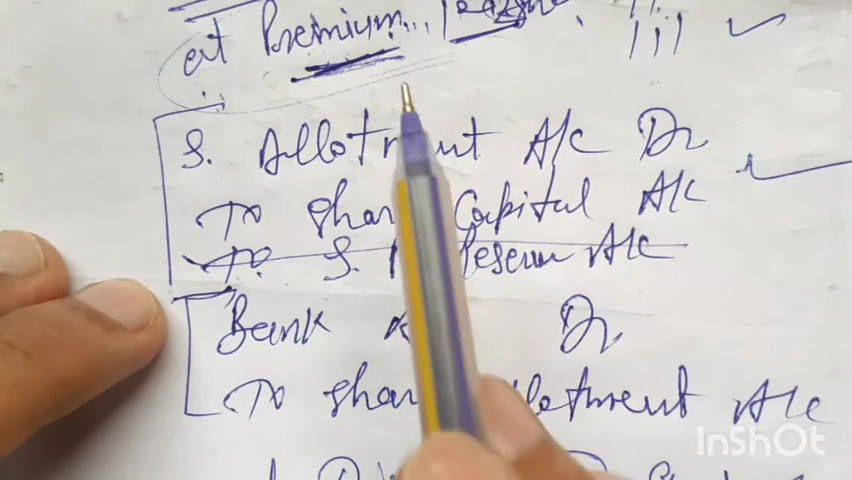 at Premium...
S. Allotment A/c Dr
To Share Capital A/c
To S. Reserve A/c
Bank Dr
To Share Allotment A/c
InShOt